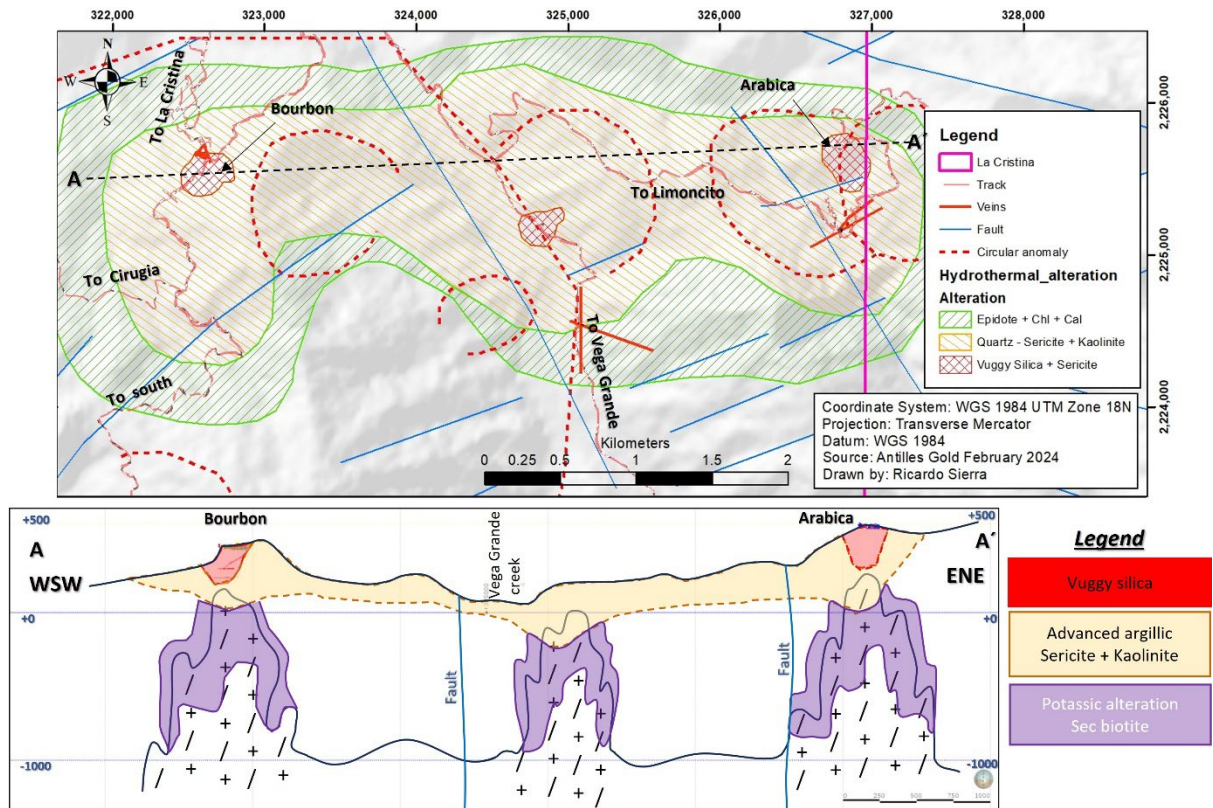 322,000 323,000 324,000 325,000 326,000 327,000 328,000
N
W E
S
To La Cristina
Bourbon
Arabica
A
A´
To Limoncito
To Cirugia
To south
To Vega Grande
2,226,000
2,225,000
2,224,000
Legend
La Cristina
Track
Veins
Fault
Circular anomaly
Hydrothermal_alteration
Alteration
Epidote + Chl + Cal
Quartz - Sericite + Kaolinite
Vuggy Silica + Sericite
Coordinate System: WGS 1984 UTM Zone 18N
Projection: Transverse Mercator
Datum: WGS 1984
Source: Antilles Gold February 2024
Drawn by: Ricardo Sierra
Kilometers
0 0.25 0.5 1 1.5 2
+500
Bourbon
Vega Grande
creek
Arabica
+500
A
WSW
A´
ENE
+0
+0
Fault
Fault
-1000
-1000
0 250 500 750 1000
Legend
Vuggy silica
Advanced argillic
Sericite + Kaolinite
Potassic alteration
Sec biotite